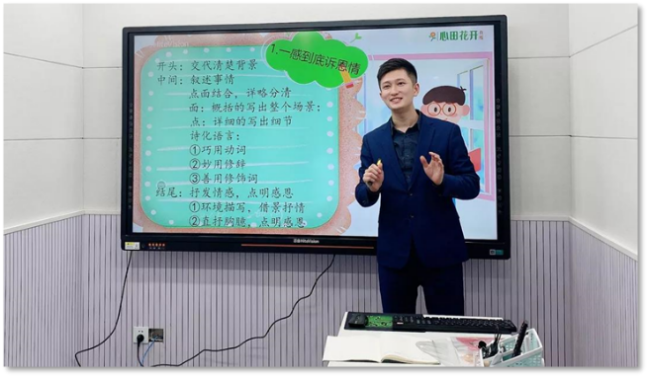 1.一感到底诉恩情
心田花开
开头：交代清楚背景
中间：叙述事情
点面结合，详略分清
面：概括的写出整个场景；
点：详细的写出细节
诗化语言：
①巧用动词
②妙用修辞
③善用修饰词
结尾：抒发情感，点明感恩
①环境描写，借景抒情
②直抒胸臆，点明感恩